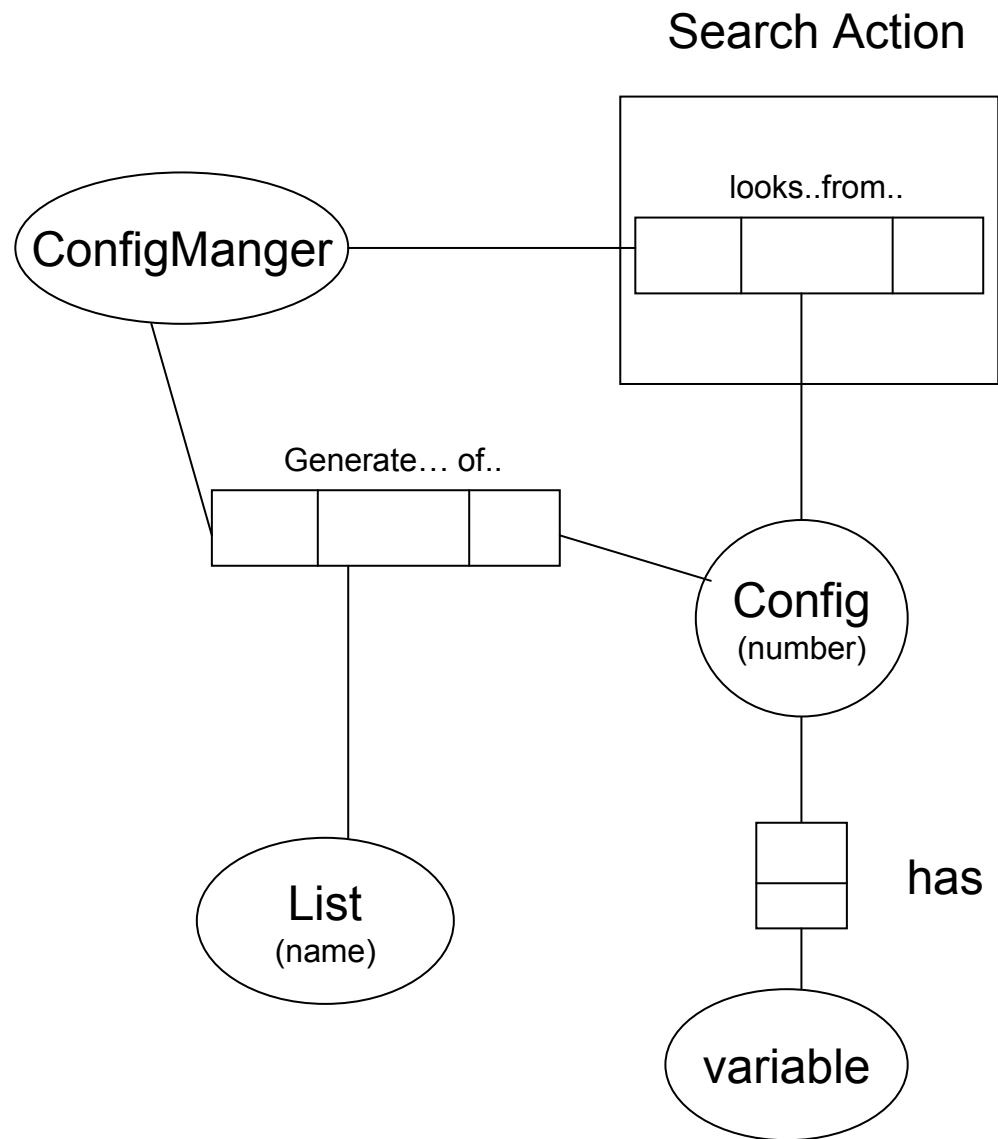 Search Action
looks..from..
ConfigManger
Generate… of..
Config
(number)
has
List
(name)
variable